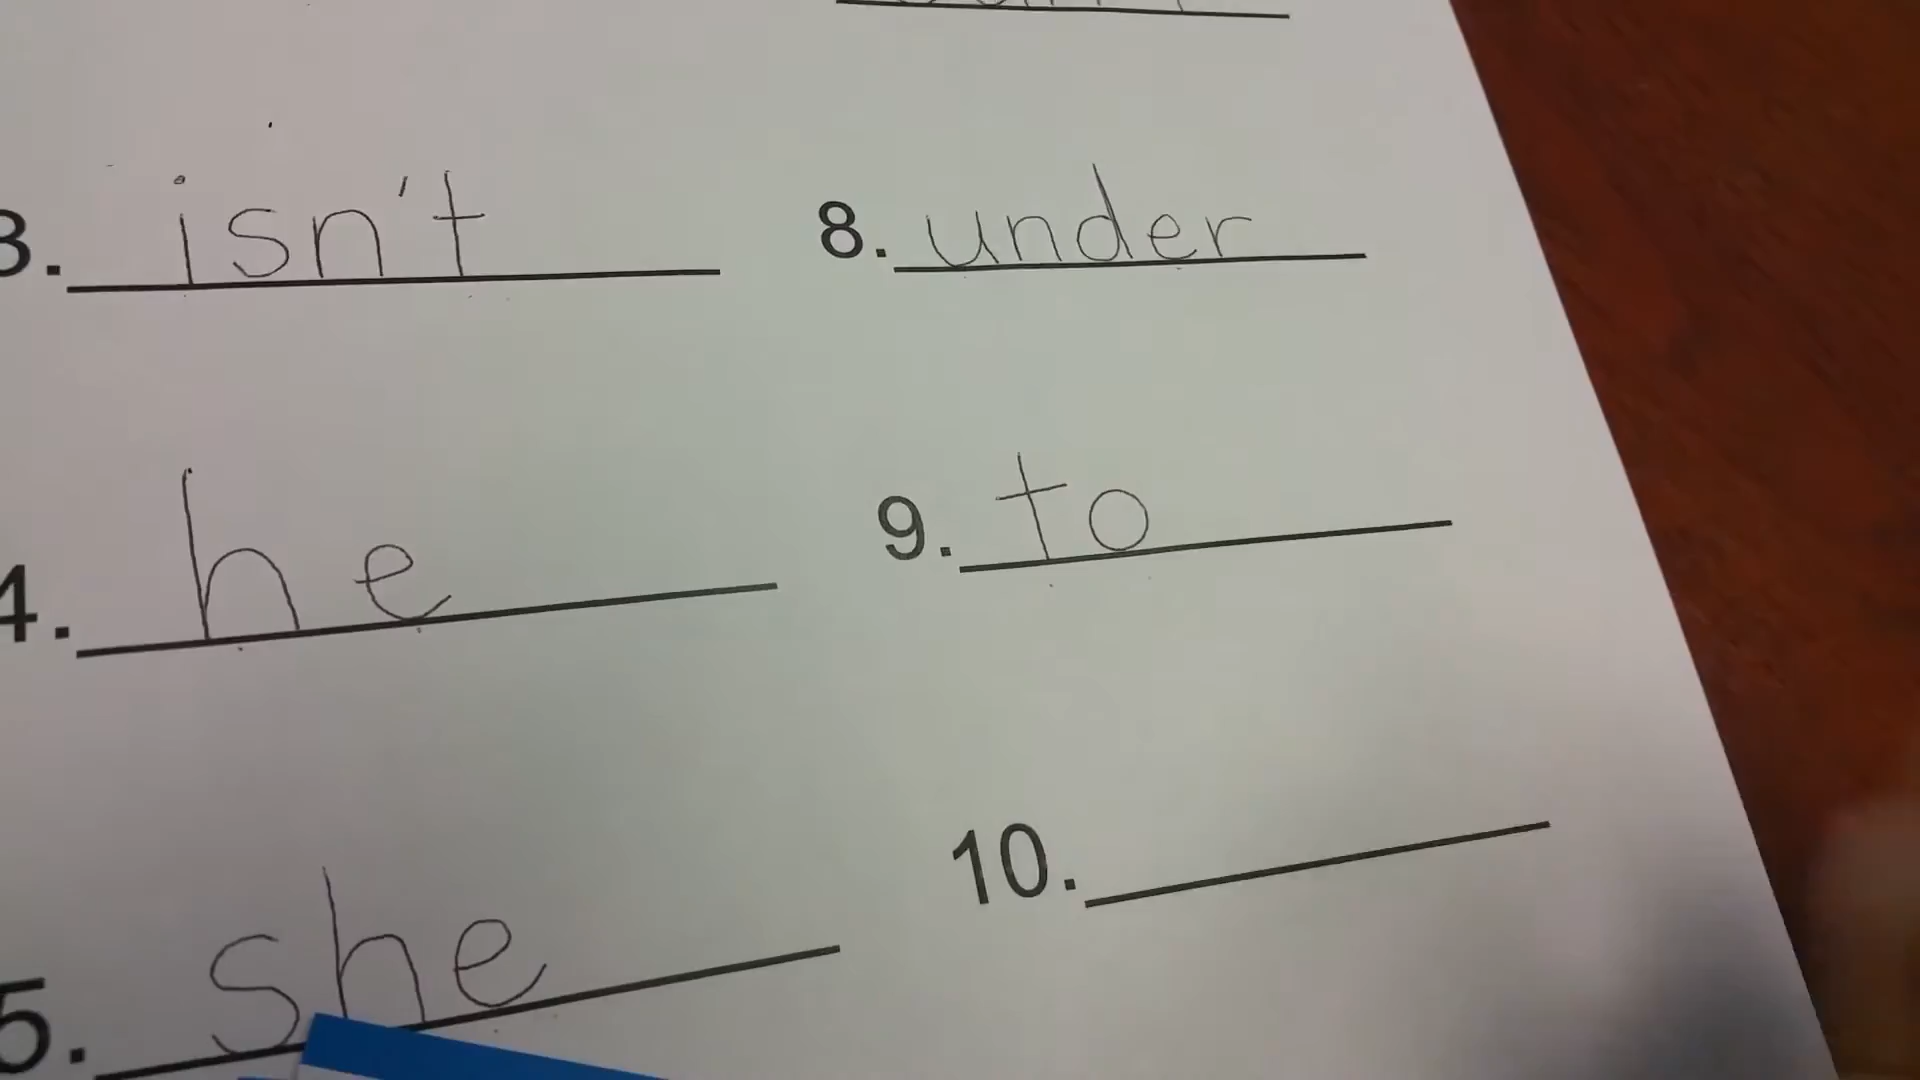 3. isn't
4. he
5. she
8. under
9. to
10.